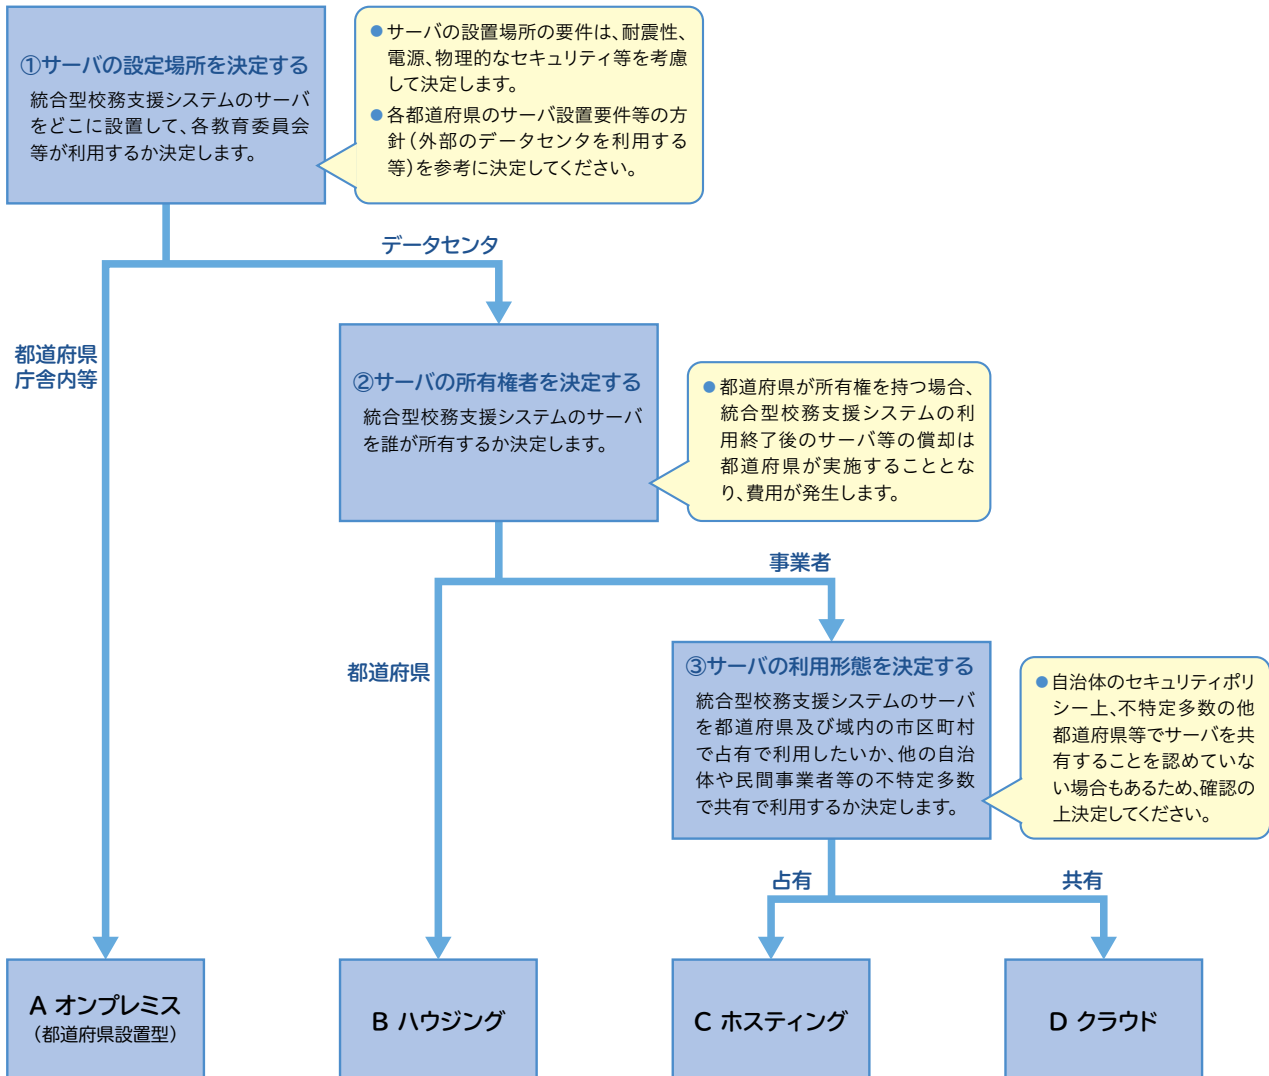 ①サーバの設定場所を決定する
統合型校務支援システムのサーバ
をどこに設置して、各教育委員会
等が利用するか決定します。
●サーバの設置場所の要件は、耐震性、
電源、物理的なセキュリティ等を考慮
して決定します。
●各都道府県のサーバ設置要件等の方
針(外部のデータセンタを利用する
等)を参考に決定してください。
データセンタ
都道府県
庁舎内等
②サーバの所有権者を決定する
統合型校務支援システムのサーバ
を誰が所有するか決定します。
●都道府県が所有権を持つ場合、
統合型校務支援システムの利
用終了後のサーバ等の償却は
都道府県が実施することとな
り、費用が発生します。
事業者
都道府県
③サーバの利用形態を決定する
統合型校務支援システムのサーバ
を都道府県及び域内の市区町村
で占有で利用したいか、他の自治
体や民間事業者等の不特定多数
で共有で利用するか決定します。
●自治体のセキュリティポリ
シー上、不特定多数の他
都道府県等でサーバを共
有することを認めていな
い場合もあるため、確認の
上決定してください。
占有
共有
A オンプレミス
(都道府県設置型)
B ハウジング
C ホスティング
D クラウド